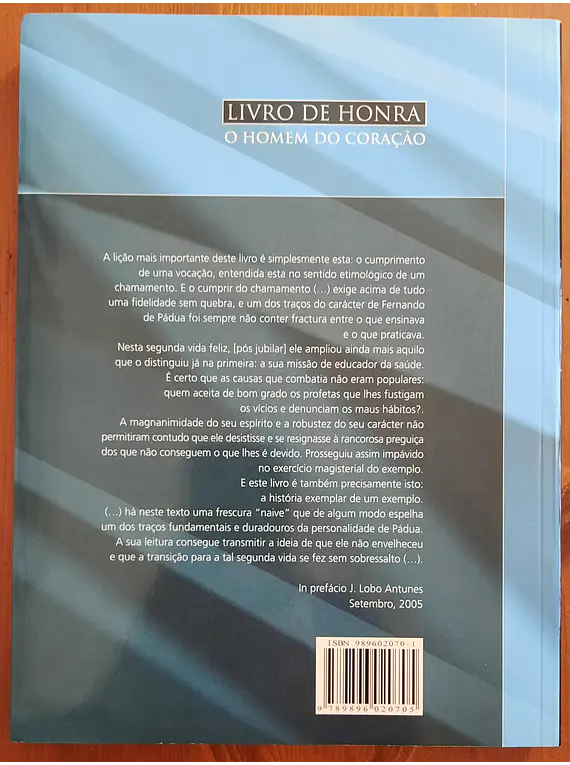 LIVRO DE HONRA
O HOMEM DO CORAÇÃO
A lição mais importante deste livro é simplesmente esta: o cumprimento
de uma vocação, entendida esta no sentido etimológico de um
chamamento. E o cumprir do chamamento (...) exige acima de tudo
uma fidelidade sem quebra, e um dos traços do carácter de Fernando
de Pádua foi sempre não conter fractura entre o que ensinava
e o que praticava.
Nesta segunda vida feliz, [pós jubilar] ele ampliou ainda mais aquilo
que o distinguiu já na primeira: a sua missão de educador da saúde.
É certo que as causas que combatia não eram populares:
quem aceita de bom grado os profetas que lhes fustigam
os vícios e denunciam os maus hábitos?.
A magnanimidade do seu espírito e a robustez do seu carácter não
permitiram contudo que ele desistisse e se resignasse à rancorosa preguiça
dos que não conseguem o que lhes é devido. Prosseguiu assim impávido
no exercício magisterial do exemplo.
E este livro é também precisamente isto:
a história exemplar de um exemplo.
(...) há neste texto uma frescura "naive" que de algum modo espelha
um dos traços fundamentais e duradouros da personalidade de Pádua.
A sua leitura consegue transmitir a ideia de que ele não envelheceu
e que a transição para a tal segunda vida se fez sem sobressalto (...).
In prefácio J. Lobo Antunes
Setembro, 2005
ISBN 989602070-1
9 789896 020705